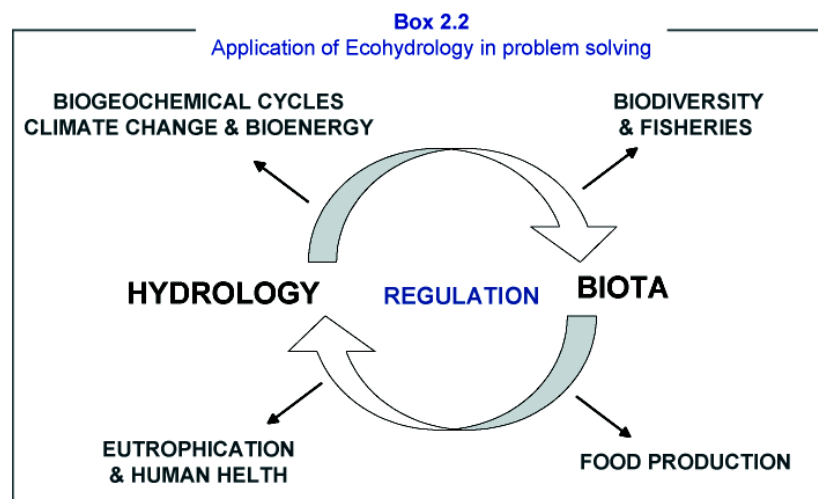 Box 2.2
Application of Ecohydrology in problem solving
BIOGEOCHEMICAL CYCLES
CLIMATE CHANGE & BIOENERGY
BIODIVERSITY
& FISHERIES
HYDROLOGY
REGULATION
BIOTA
EUTROPHICATION
& HUMAN HELTH
FOOD PRODUCTION